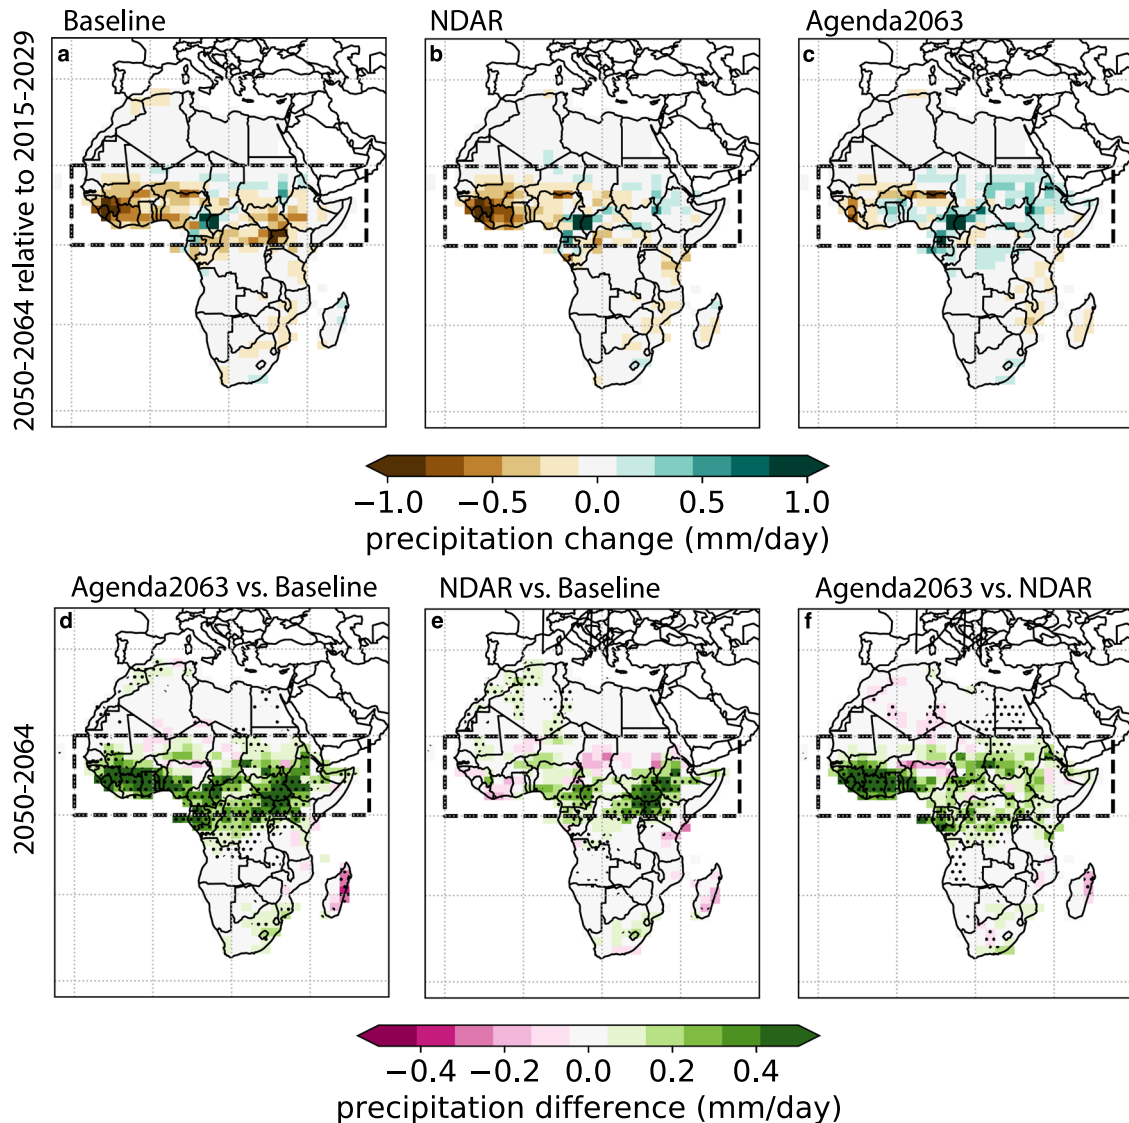 Baseline
NDAR
Agenda2063
a
b
c
2050-2064 relative to 2015-2029
−1.0
−0.5
0.0
0.5
1.0
precipitation change (mm/day)
Agenda2063 vs. Baseline
NDAR vs. Baseline
Agenda2063 vs. NDAR
d
e
f
2050-2064
−0.4
−0.2
0.0
0.2
0.4
precipitation difference (mm/day)